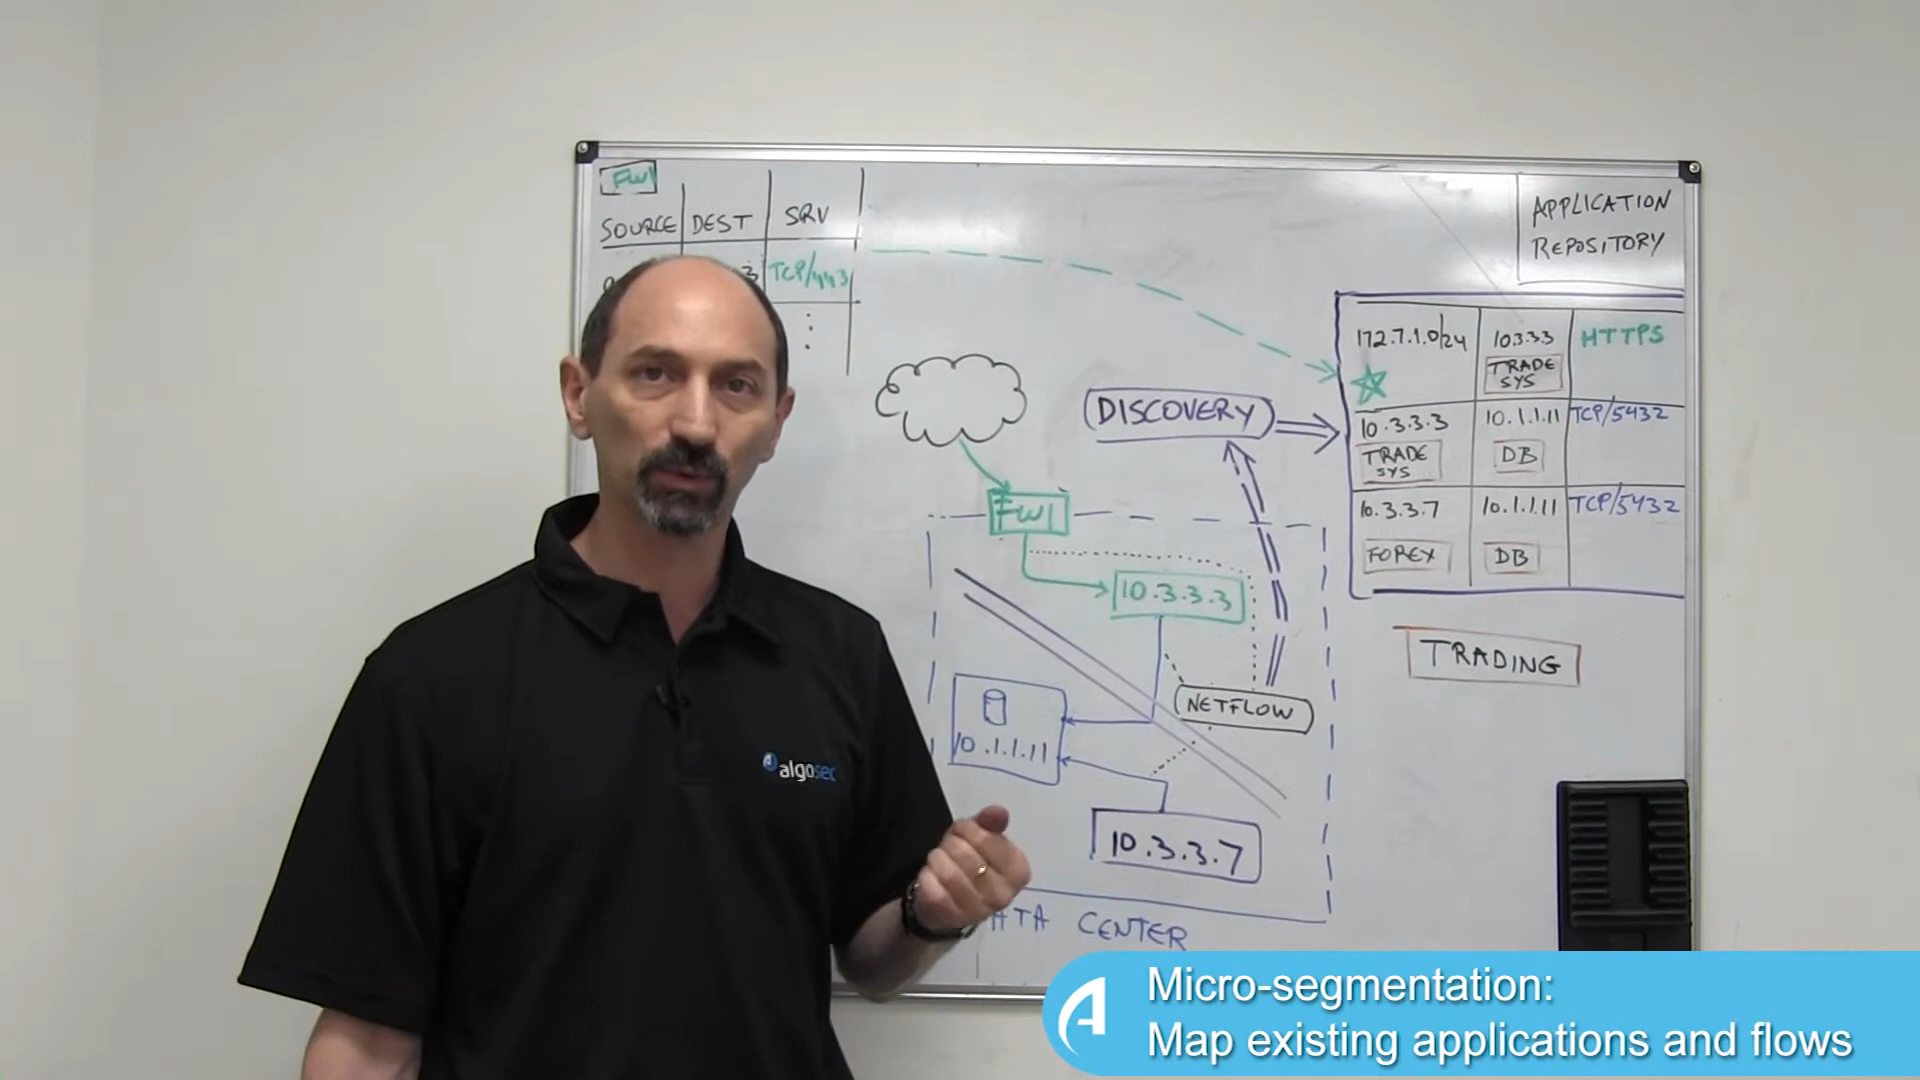 FW1
SOURCE DEST SRV
3 TCP/443
APPLICATION
REPOSITORY
172.7.1.0/24 10.3.3.3 HTTPS
TRADE
SYS
10.3.3.3 10.1.1.11 TCP/5432
TRADE
SYS
DB
10.3.3.7 10.1.1.11 TCP/5432
FOREX DB
TRADING
DISCOVERY
FW1
10.3.3.3
NETFLOW
10.1.1.11
10.3.3.7
ATA CENTER
algosec
Micro-segmentation:
Map existing applications and flows